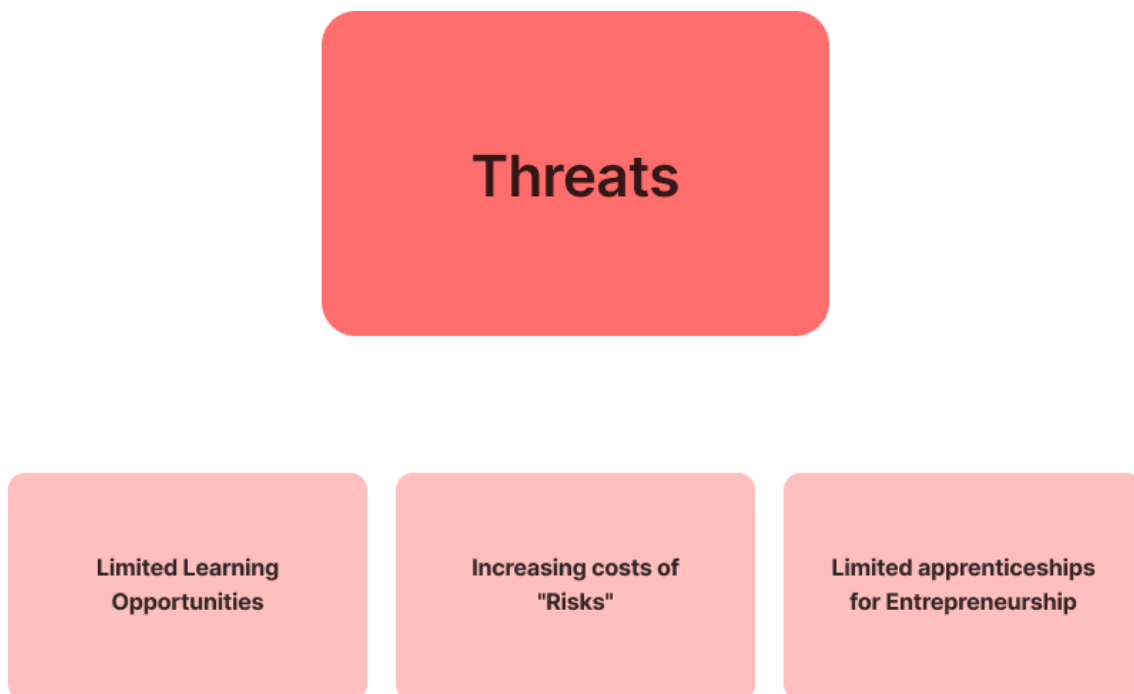 Threats
Limited Learning
Opportunities
Increasing costs of
"Risks"
Limited apprenticeships
for Entrepreneurship